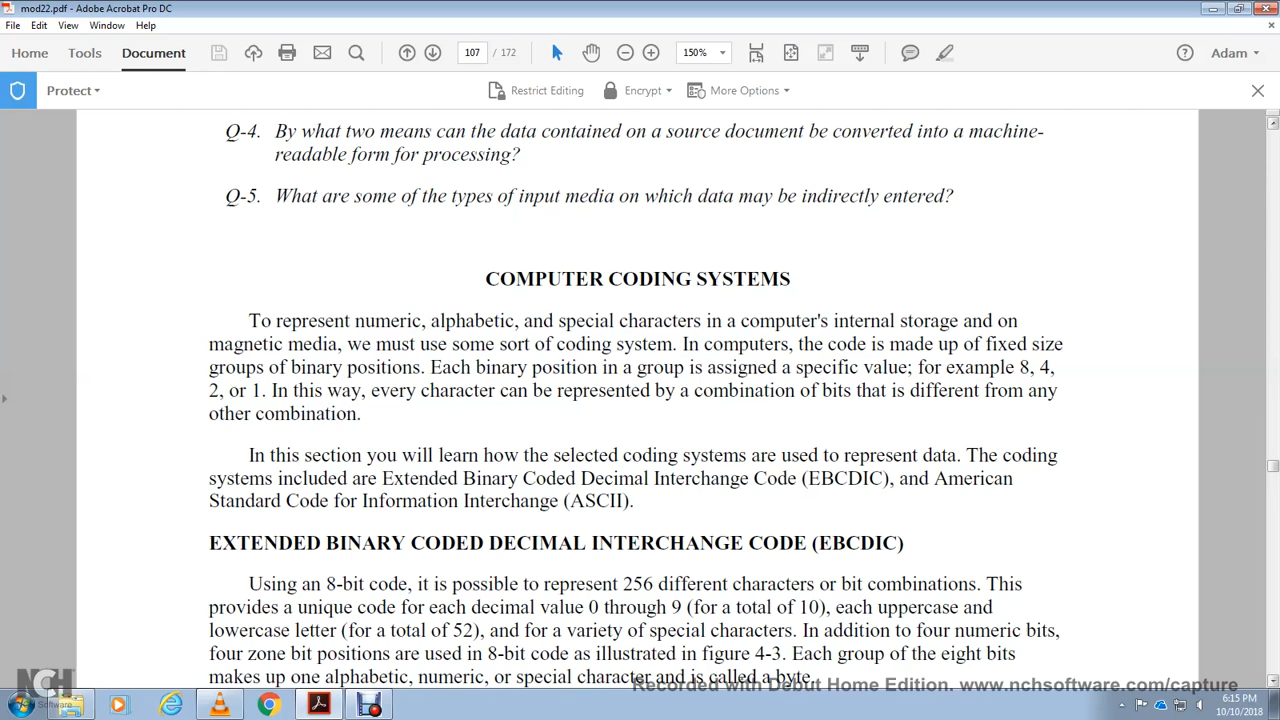 mod22.pdf - Adobe Acrobat Pro DC
File Edit View Window Help
Home Tools Document 107 / 172 150% Adam
Protect Restrict Editing Encrypt More Options
Q-4. By what two means can the data contained on a source document be converted into a machine-
readable form for processing?
Q-5. What are some of the types of input media on which data may be indirectly entered?
COMPUTER CODING SYSTEMS
To represent numeric, alphabetic, and special characters in a computer's internal storage and on
magnetic media, we must use some sort of coding system. In computers, the code is made up of fixed size
groups of binary positions. Each binary position in a group is assigned a specific value; for example 8, 4,
2, or 1. In this way, every character can be represented by a combination of bits that is different from any
other combination.
In this section you will learn how the selected coding systems are used to represent data. The coding
systems included are Extended Binary Coded Decimal Interchange Code (EBCDIC), and American
Standard Code for Information Interchange (ASCII).
EXTENDED BINARY CODED DECIMAL INTERCHANGE CODE (EBCDIC)
Using an 8-bit code, it is possible to represent 256 different characters or bit combinations. This
provides a unique code for each decimal value 0 through 9 (for a total of 10), each uppercase and
lowercase letter (for a total of 52), and for a variety of special characters. In addition to four numeric bits,
four zone bit positions are used in 8-bit code as illustrated in figure 4-3. Each group of the eight bits
makes up one alphabetic, numeric, or special character and is called a byte.
Recorded with Debut Home Edition. www.nchsoftware.com/capture
NCH
Software
6:15 PM
10/10/2018